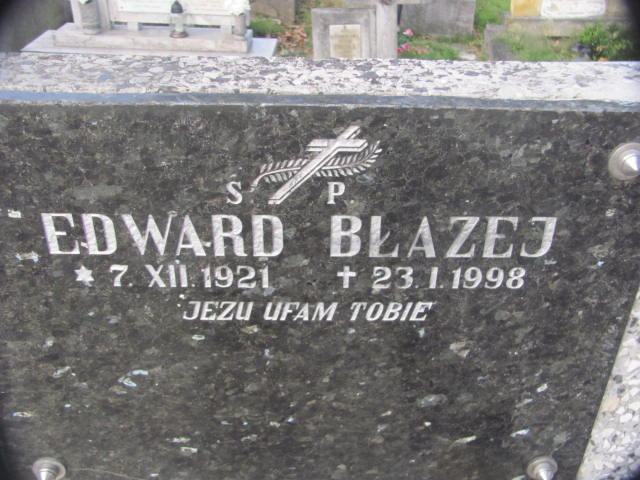 S. P.
EDWARD BŁAZEJ
* 7. XII. 1921 ✝ 23. I. 1998
"JEZU UFAM TOBIE"